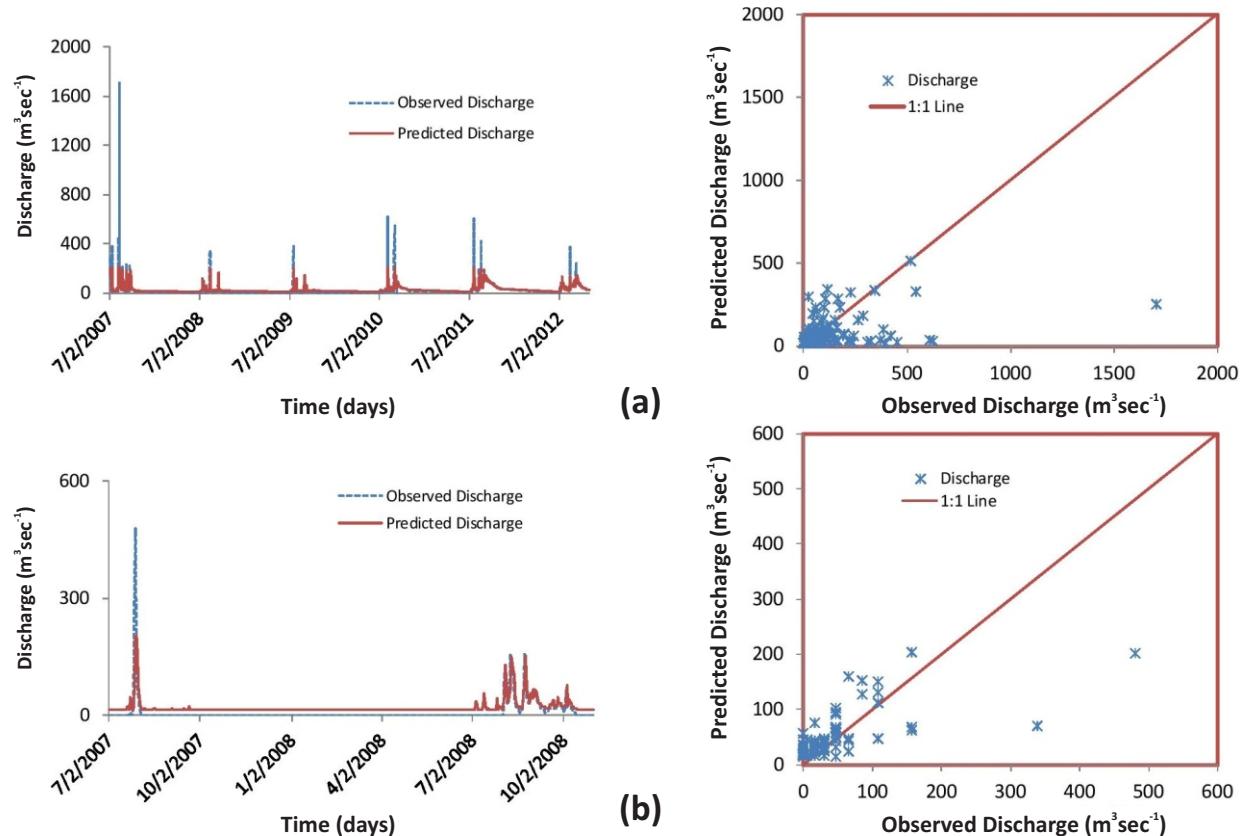 2000
1600
1200
800
400
0
Discharge (m³sec⁻¹)
Observed Discharge
Predicted Discharge
7/2/2007
7/2/2008
7/2/2009
7/2/2010
7/2/2011
7/2/2012
Time (days)
(a)
2000
1500
1000
500
0
Predicted Discharge (m³sec⁻¹)
Discharge
1:1 Line
0
500
1000
1500
2000
Observed Discharge (m³sec⁻¹)
600
300
0
Discharge (m³sec⁻¹)
Observed Discharge
Predicted Discharge
7/2/2007
10/2/2007
1/2/2008
4/2/2008
7/2/2008
10/2/2008
Time (days)
(b)
600
500
400
300
200
100
0
Predicted Discharge (m³sec⁻¹)
Discharge
1:1 Line
0
100
200
300
400
500
600
Observed Discharge (m³sec⁻¹)